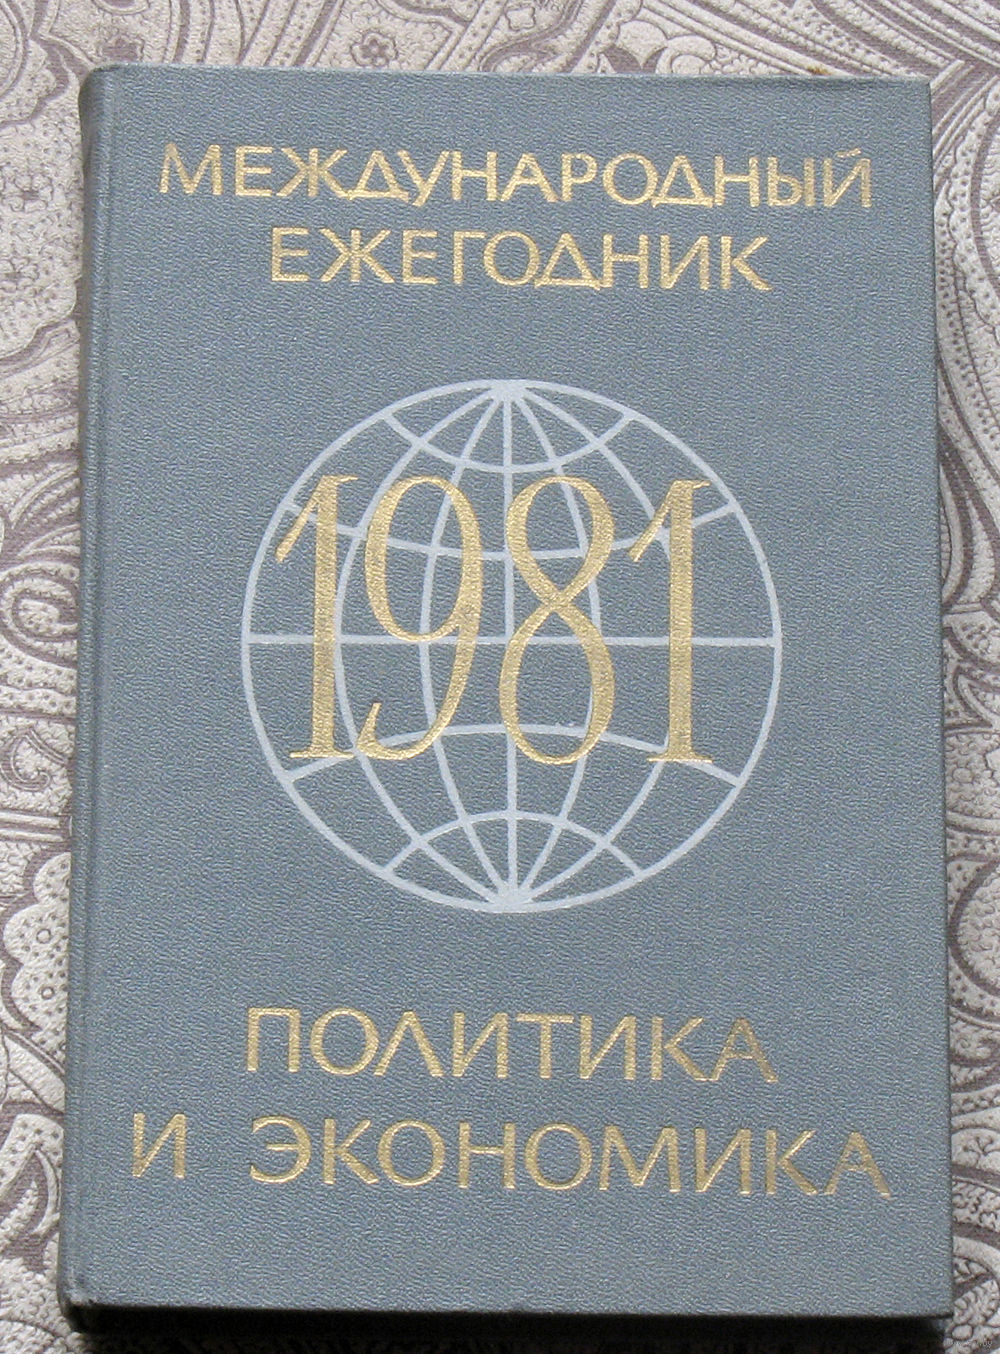 МЕЖДУНАРОДНЫЙ
ЕЖЕГОДНИК
1981
ПОЛИТИКА
И ЭКОНОМИКА